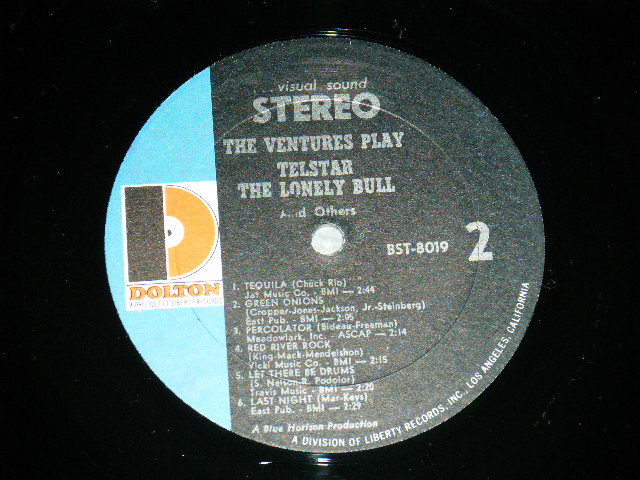 ...visual sound
STEREO
THE VENTURES PLAY
TELSTAR
THE LONELY BULL
And Others
BST-8019
2
DOLTON
A PRODUCT OF LIBERTY RECORDS
1. TEQUILA (Chuck Rio)
Jat Music Co. - BMI — 2:44
2. GREEN ONIONS
(Cropper-Jones-Jackson, Jr.-Steinberg)
East Pub. - BMI — 2:05
3. PERCOLATOR (Bideau-Freeman)
Meadowlark, Inc. - ASCAP — 2:14
4. RED RIVER ROCK
(King-Mack-Mendelshon)
Vicki Music Co. - BMI — 2:15
5. LET THERE BE DRUMS
(S. Nelson-R. Podolor)
Travis Music - BMI — 2:20
6. LAST NIGHT (Mar-Keys)
East Pub. - BMI — 2:29
A Blue Horizon Production
A DIVISION OF LIBERTY RECORDS, INC., LOS ANGELES, CALIFORNIA